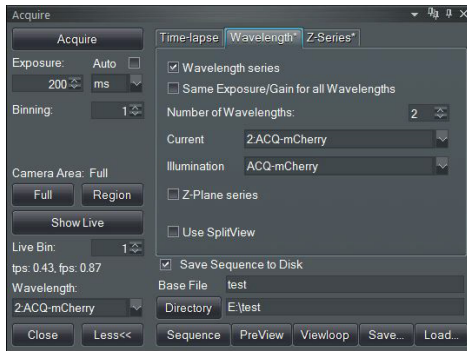 Acquire
Acquire
Exposure: Auto
200 ms
Binning: 1
Camera Area: Full
Full Region
Show Live
Live Bin: 1
tps: 0.43, fps: 0.87
Wavelength:
2:ACQ-mCherry
Close Less<<
Time-lapse Wavelength* Z-Series*
Wavelength series
Same Exposure/Gain for all Wavelengths
Number of Wavelengths: 2
Current 2:ACQ-mCherry
Illumination ACQ-mCherry
Z-Plane series
Use SplitView
Save Sequence to Disk
Base File test
Directory E:\test
Sequence PreView Viewloop Save... Load...